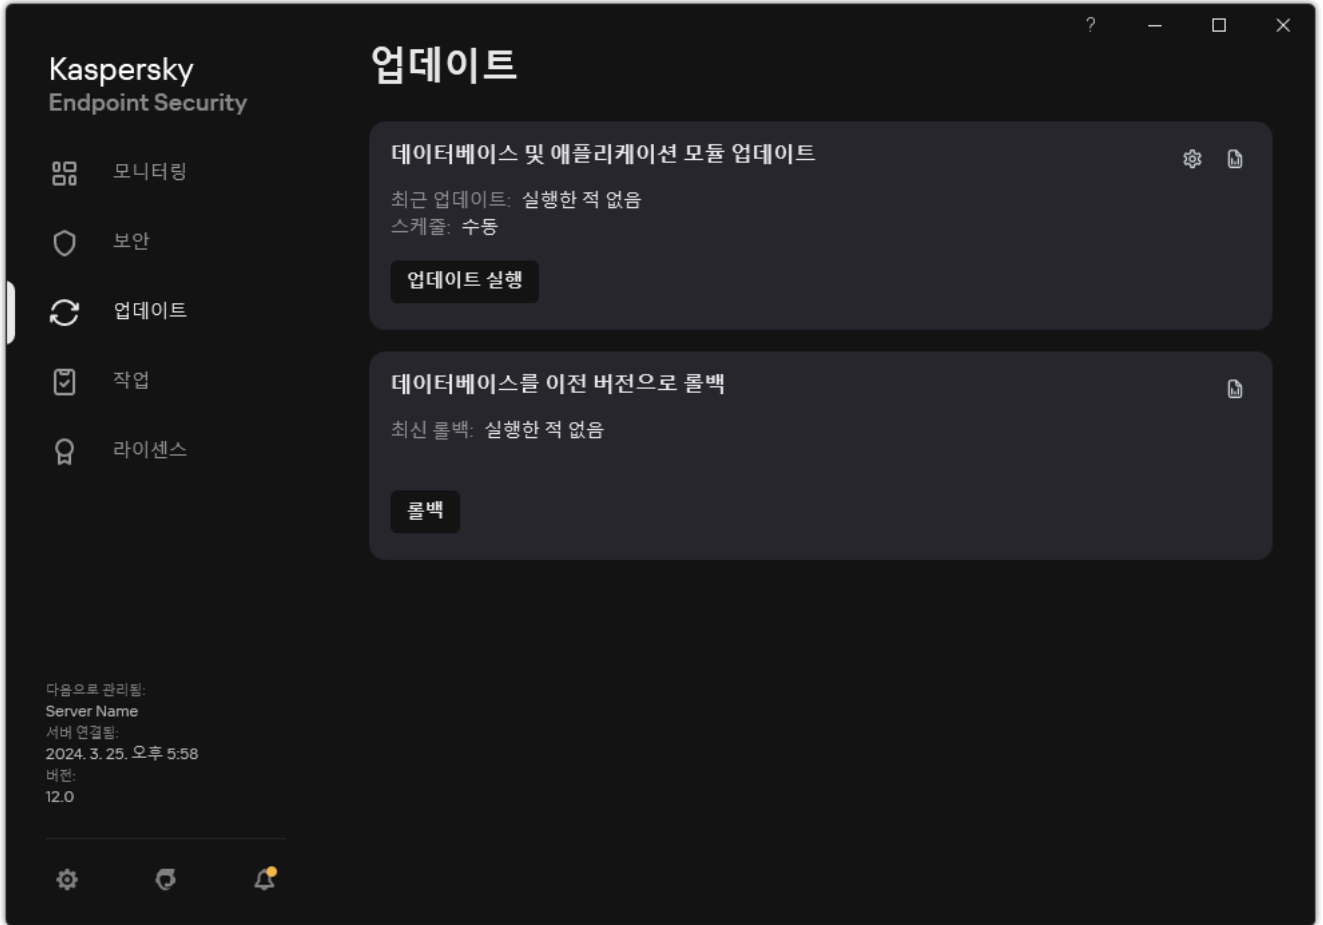 ?
Kaspersky
Endpoint Security
모니터링
보안
업데이트
작업
라이센스
다음으로 관리됨:
Server Name
서버 연결됨:
2024. 3. 25. 오후 5:58
버전:
12.0
업데이트
데이터베이스 및 애플리케이션 모듈 업데이트
최근 업데이트: 실행한 적 없음
스케줄: 수동
업데이트 실행
데이터베이스를 이전 버전으로 롤백
최신 롤백: 실행한 적 없음
롤백